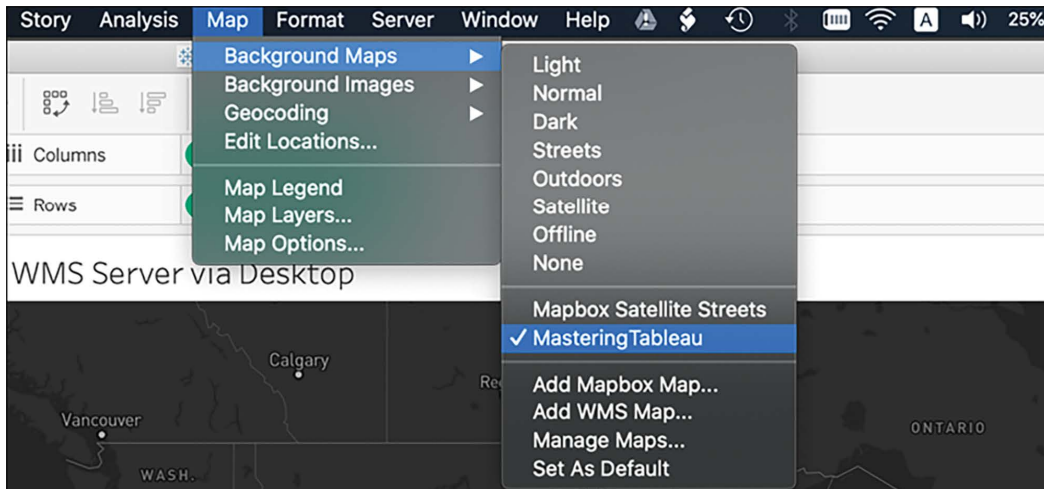 Story Analysis Map Format Server Window Help A 25%
Background Maps
Background Images
Geocoding
Edit Locations...
Map Legend
Map Layers...
Map Options...
Light
Normal
Dark
Streets
Outdoors
Satellite
Offline
None
Mapbox Satellite Streets
✓ MasteringTableau
Add Mapbox Map...
Add WMS Map...
Manage Maps...
Set As Default
iii Columns
Rows
WMS Server via Desktop
Calgary
Vancouver
WASH.
ONTARIO